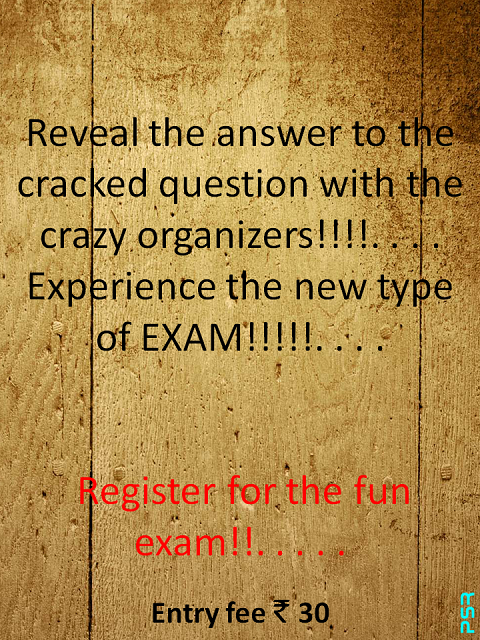 Reveal the answer to the
cracked question with the
crazy organizers!!!!. . . .
Experience the new type
of EXAM!!!!!. . . .
Register for the fun
exam!!. . . . .
Entry fee ₹ 30
PSR